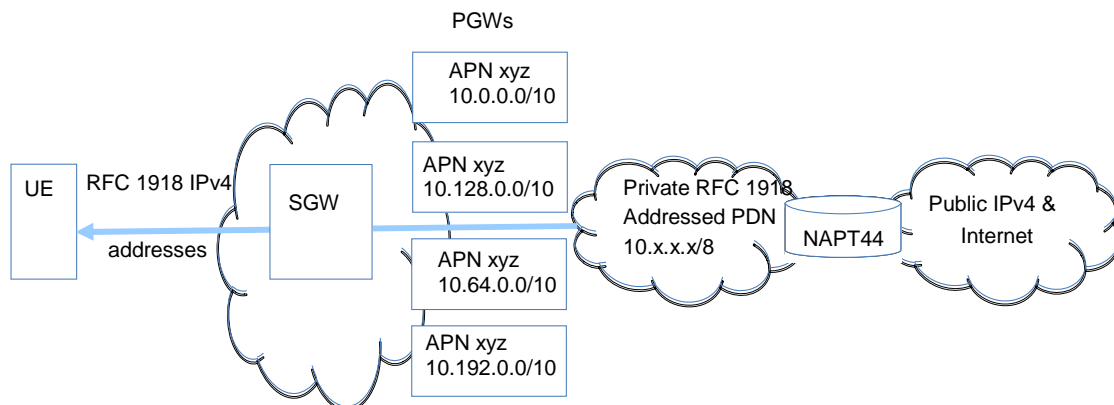 PGWs
APN xyz
10.0.0.0/10
APN xyz
10.128.0.0/10
UE
RFC 1918 IPv4
addresses
SGW
APN xyz
10.64.0.0/10
APN xyz
10.192.0.0/10
Private RFC 1918
Addressed PDN
10.x.x.x/8
NAPT44
Public IPv4 &
Internet